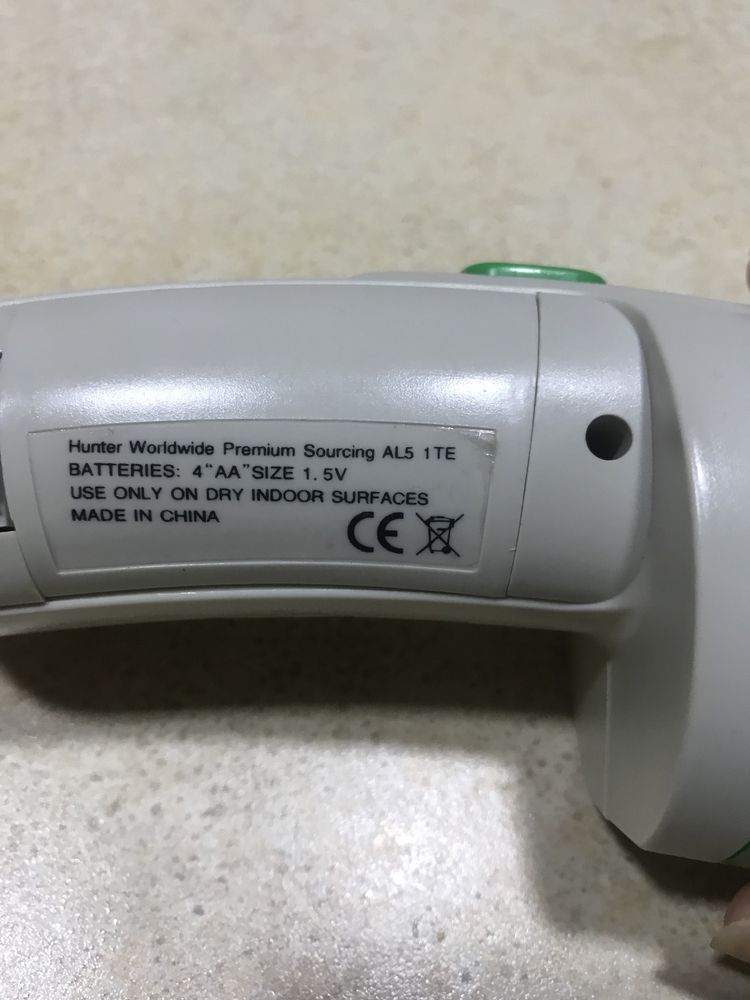 Hunter Worldwide Premium Sourcing AL5 1TE
BATTERIES: 4“AA”SIZE 1.5V
USE ONLY ON DRY INDOOR SURFACES
MADE IN CHINA
CE